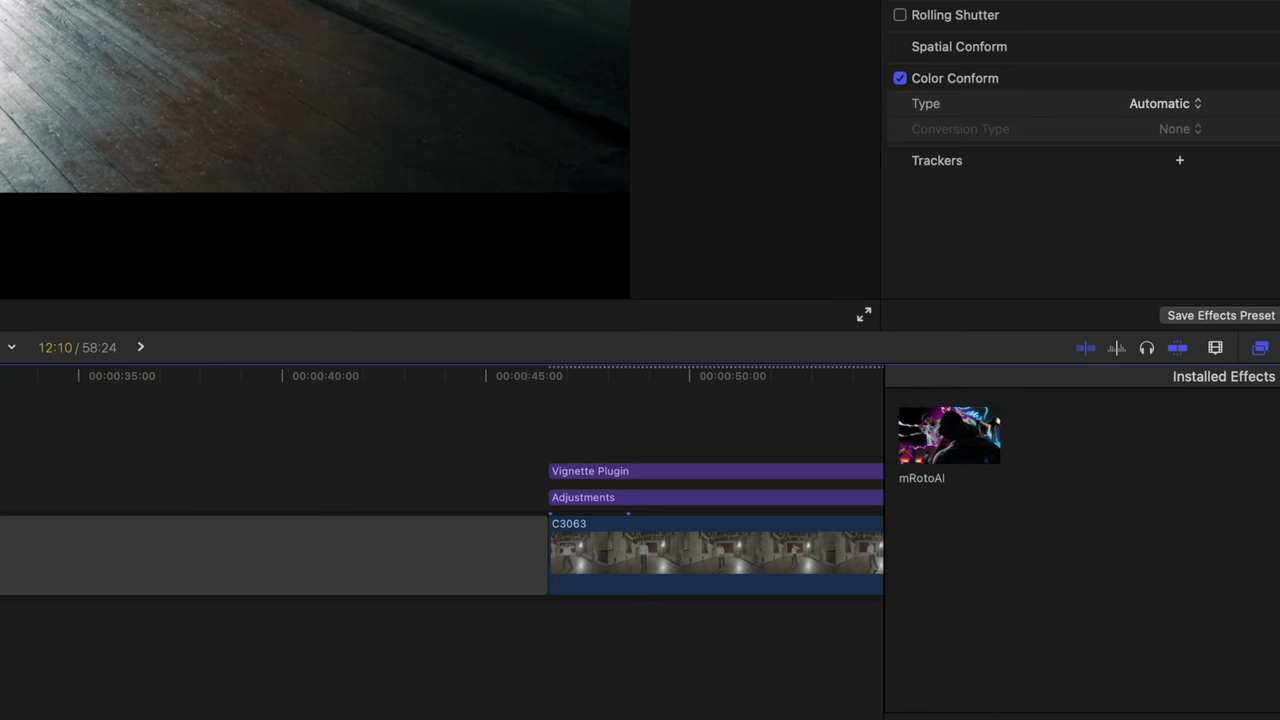 Rolling Shutter
Spatial Conform
Color Conform
Type Automatic
Conversion Type None
Trackers +
Save Effects Preset
12:10 / 58:24
00:00:35:00 00:00:40:00 00:00:45:00 00:00:50:00
Installed Effects
mRotoAI
Vignette Plugin
Adjustments
C3063